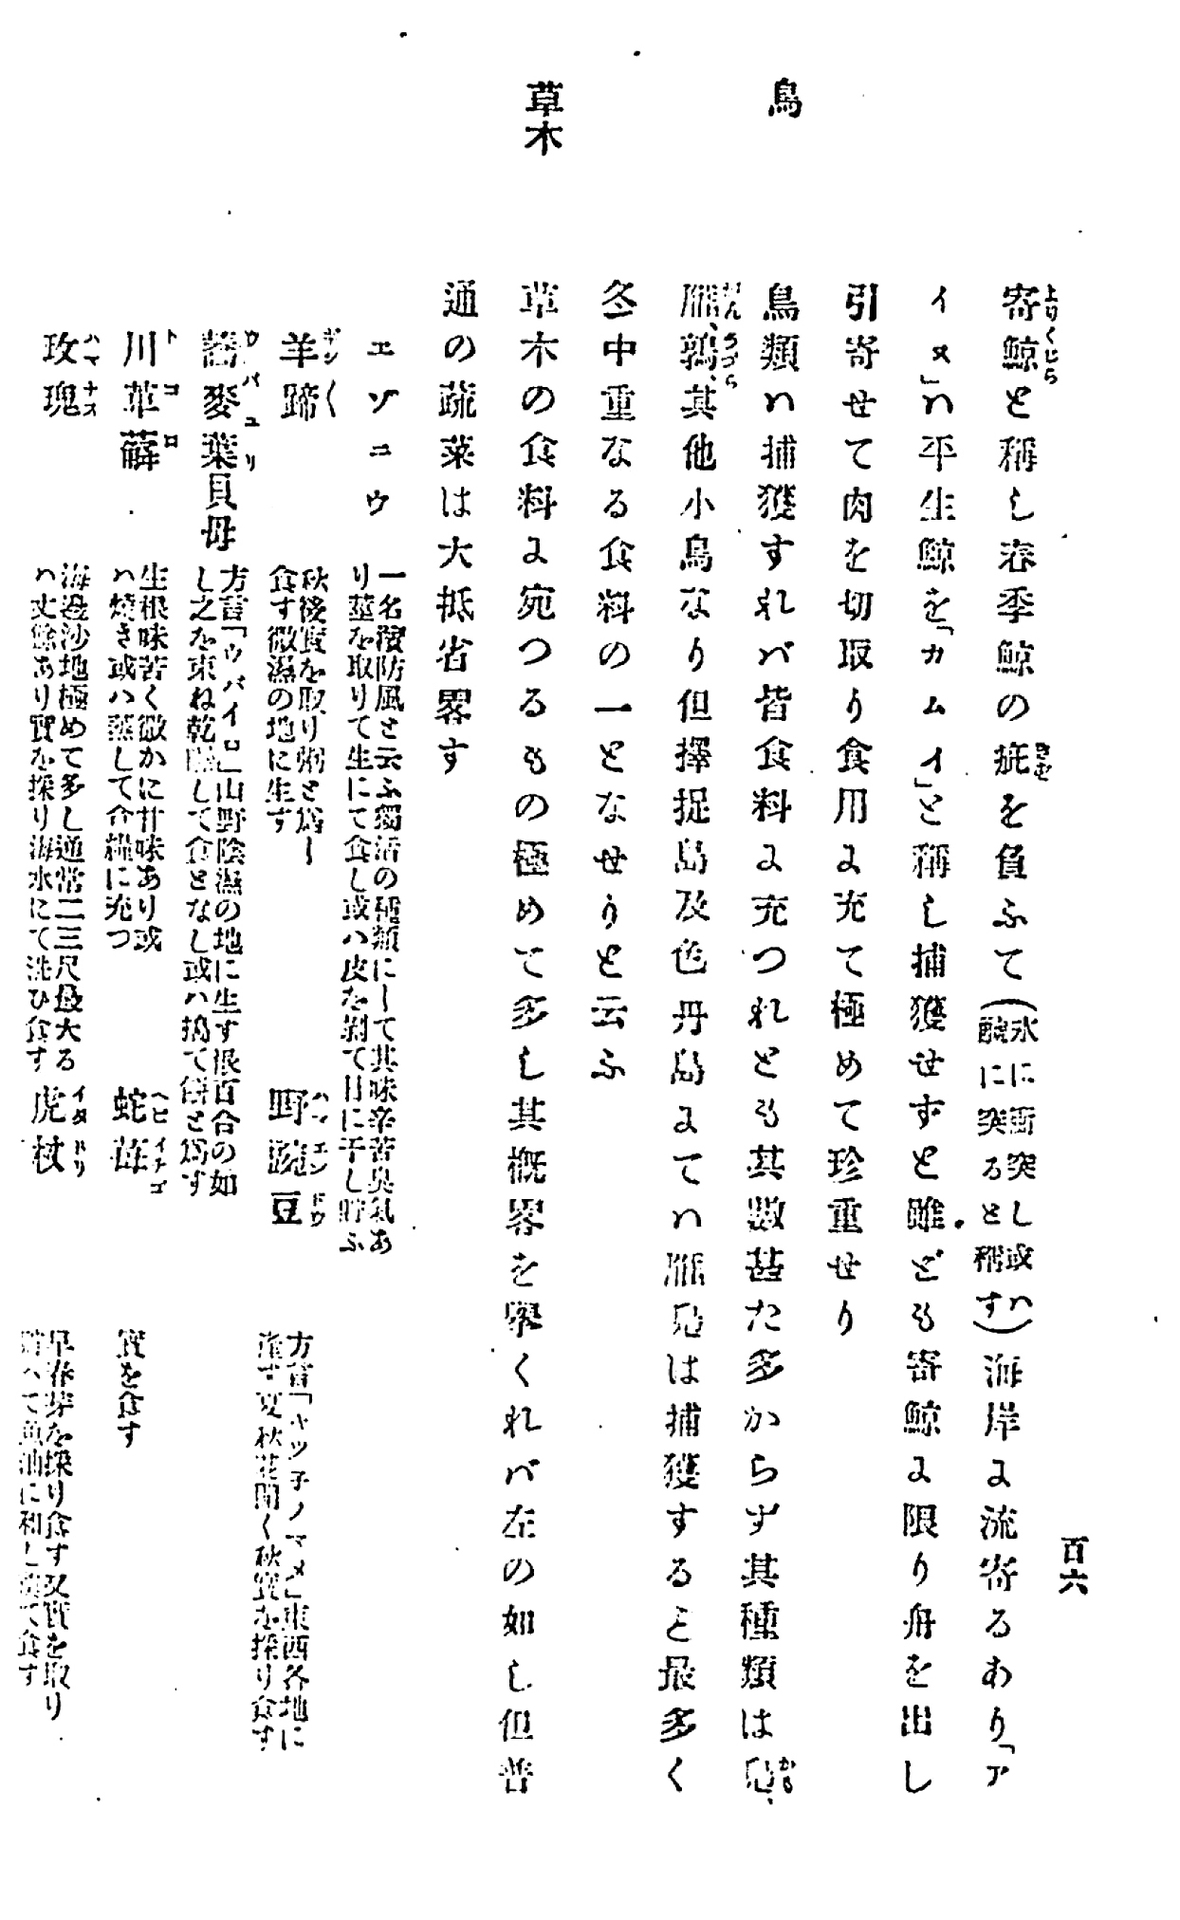 百六
寄鯨と稱し春季鯨の疵を負ふて(氷に衝突し或ハ
鯱に突ると稱す)海岸に流寄るあり「ア
イヌ」ハ平生鯨を「カムイ」と稱し捕獲せずと雖ども寄鯨に限り舟を出し
引寄せて肉を切取り食用に充て極めて珍重せり
鳥
鳥類ハ捕獲すれバ皆食料に充つれども其數甚た多からず其種類は鳬、
雁、鶉、其他小鳥なり但擇捉島及色丹島にてハ雁鳬は捕獲すること最多く
冬中重なる食料の一となせりと云ふ
草木
草木の食料に宛つるもの極めて多し其概畧を擧くれバ左の如し但普
通の蔬菜は大抵省畧す
エゾニウ
一名濱防風と云ふ獨活の種類にして其味辛苦臭氣あ
り莖を取りて生にて食し或ハ皮を剝て日に干し貯ふ
羊蹄
秋後實を取り粥と爲し
食す微濕の地に生す
野豌豆
方言「ヤツ子ノマメ」東西各地に
產す夏秋花開く秋實を採り食す
蕎麥葉貝母
方言「ウバイロ」山野陰濕の地に生す根百合の如
し之を束ね乾して食となし或ハ搗て餅と爲す
川萆薢
生根味苦く微かに甘味あり或
ハ燒き或ハ蒸して食糧に充つ
蛇苺
實を食す
玫瑰
海邊沙地極めて多し通常二三尺最大る
ハ丈餘あり實を採り海水にて洗ひ食す
虎杖
早春芽を採り食す又實を取り
貯へて魚油に和し煮て食す